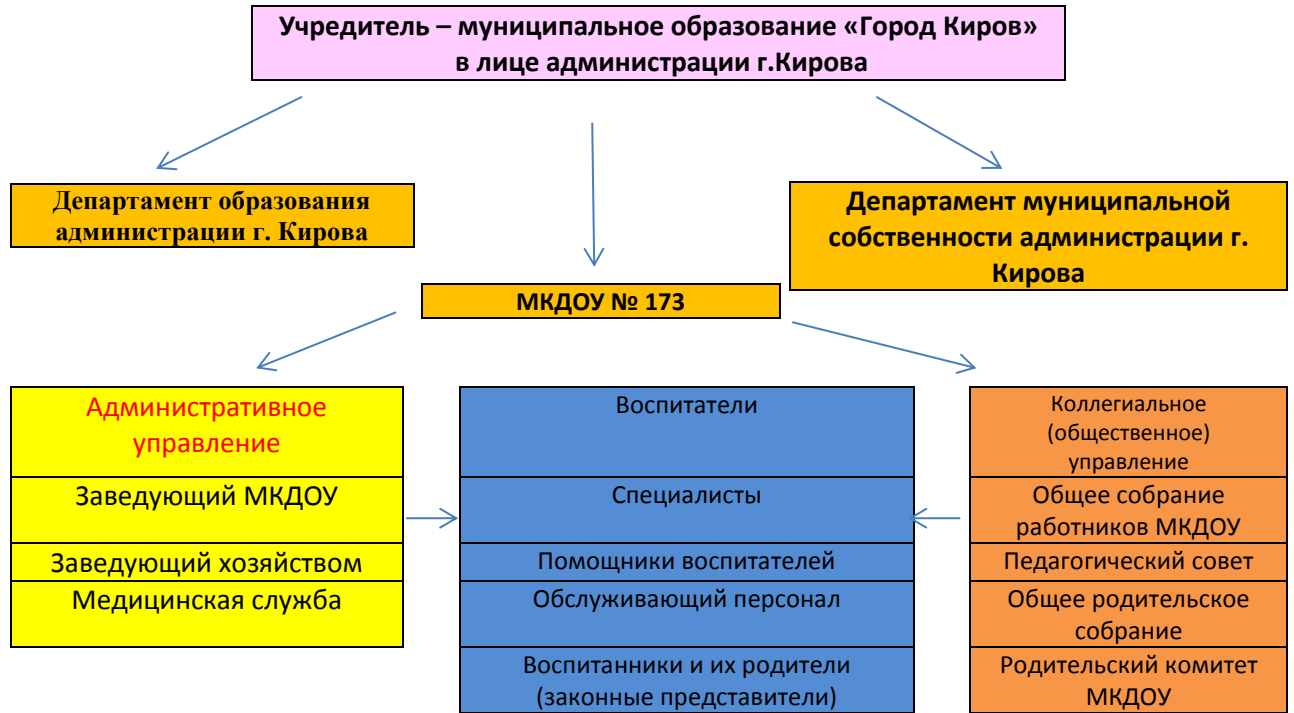 Учредитель – муниципальное образование «Город Киров»
в лице администрации г.Кирова
Департамент образования
администрации г. Кирова
Департамент муниципальной
собственности администрации г.
Кирова
МКДОУ № 173
Административное
управление
Заведующий МКДОУ
Заведующий хозяйством
Медицинская служба
Воспитатели
Специалисты
Помощники воспитателей
Обслуживающий персонал
Воспитанники и их родители
(законные представители)
Коллегиальное
(общественное)
управление
Общее собрание
работников МКДОУ
Педагогический совет
Общее родительское
собрание
Родительский комитет
МКДОУ